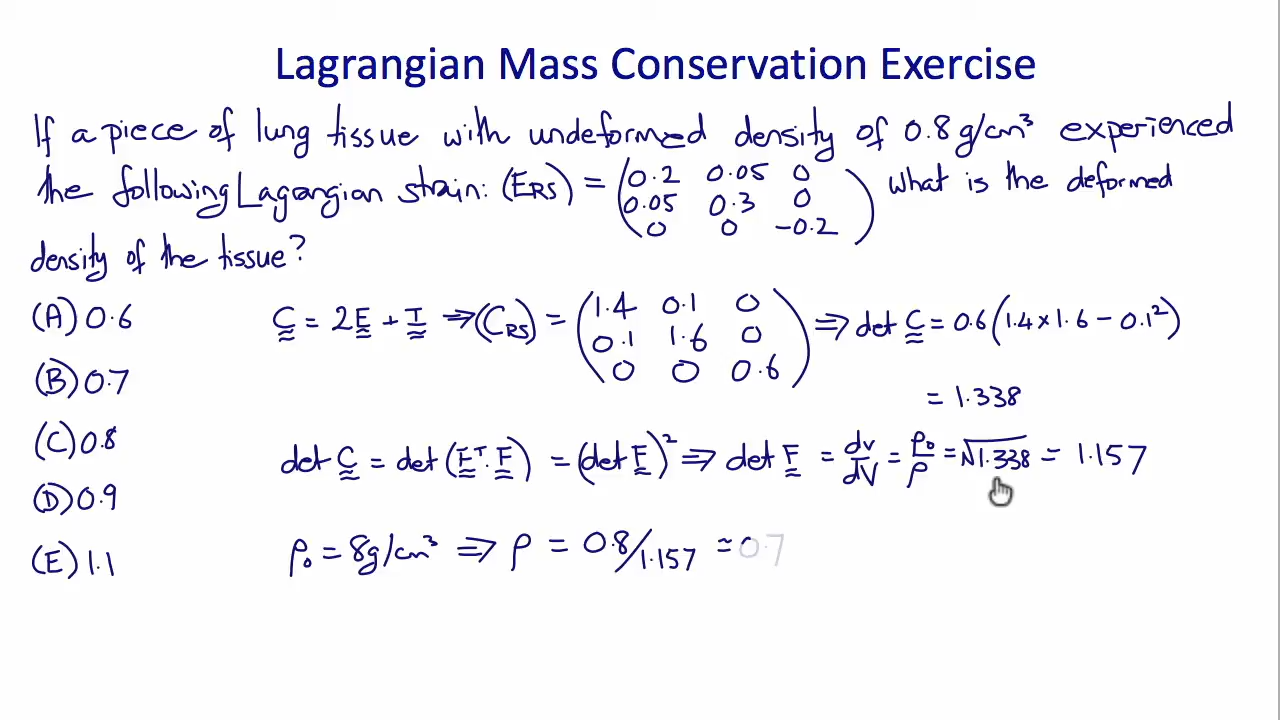 Lagrangian Mass Conservation Exercise
If a piece of lung tissue with undeformed density of 0.8 g/cm³ experienced
the following Lagrangian strain: (E_RS) = (0.2 0.05 0 what is the deformed
0.05 0.3 0
0 0 -0.2)
density of the tissue?
(A) 0.6
(B) 0.7
(C) 0.8
(D) 0.9
(E) 1.1
C = 2E + I ⇒ (C_RS) = (1.4 0.1 0
0.1 1.6 0
0 0 0.6) ⇒ det C = 0.6(1.4×1.6 - 0.1²)
= 1.338
det C = det(Fᵀ·F) = (det F)² ⇒ det F = dv/dV = ρ₀/ρ = √1.338 = 1.157
ρ₀ = 8g/cm³ ⇒ ρ = 0.8/1.157 ≈ 0.7